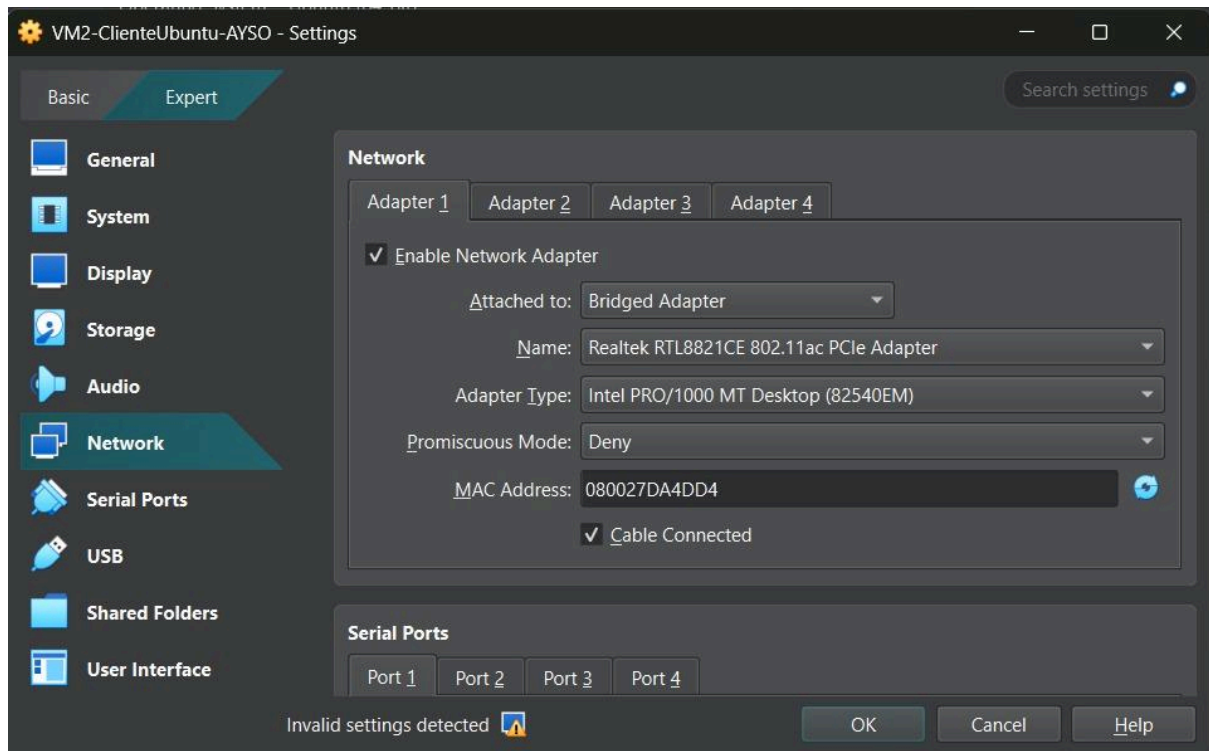 VM2-ClienteUbuntu-AYSO - Settings
Basic Expert Search settings
General
System
Display
Storage
Audio
Network
Serial Ports
USB
Shared Folders
User Interface
Network
Adapter 1 Adapter 2 Adapter 3 Adapter 4
Enable Network Adapter
Attached to: Bridged Adapter
Name: Realtek RTL8821CE 802.11ac PCIe Adapter
Adapter Type: Intel PRO/1000 MT Desktop (82540EM)
Promiscuous Mode: Deny
MAC Address: 080027DA4DD4
Cable Connected
Serial Ports
Port 1 Port 2 Port 3 Port 4
Invalid settings detected OK Cancel Help